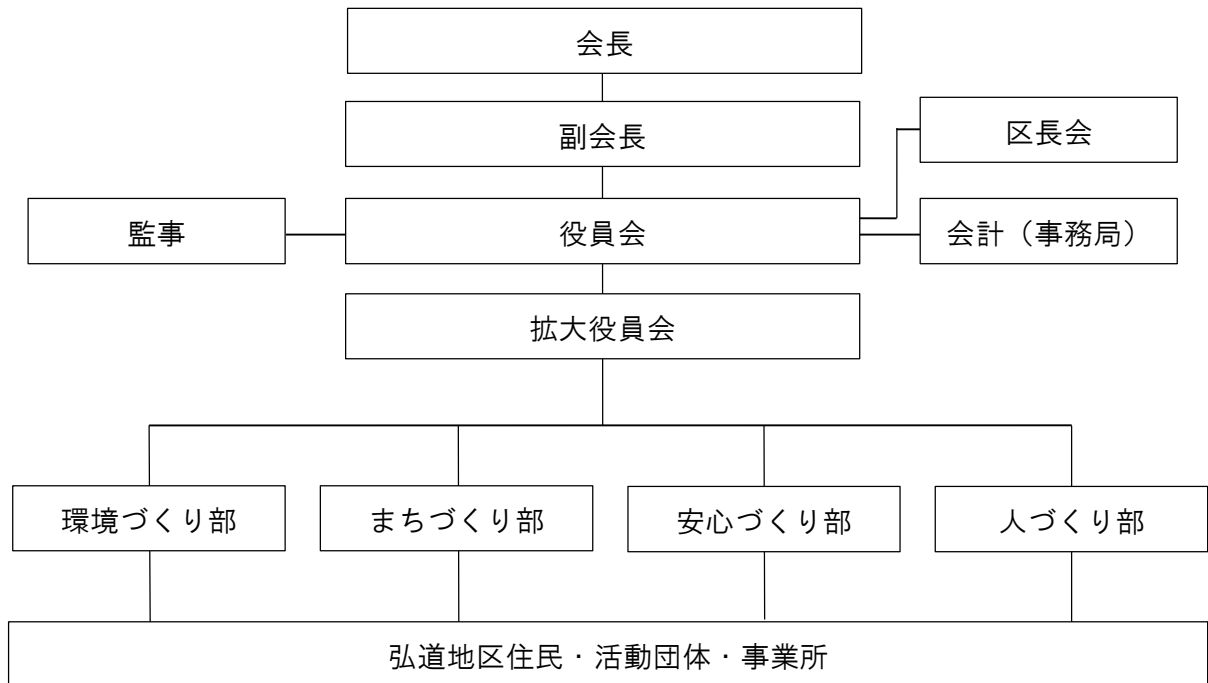 会長
副会長
区長会
監事
役員会
会計（事務局）
拡大役員会
環境づくり部
まちづくり部
安心づくり部
人づくり部
弘道地区住民・活動団体・事業所